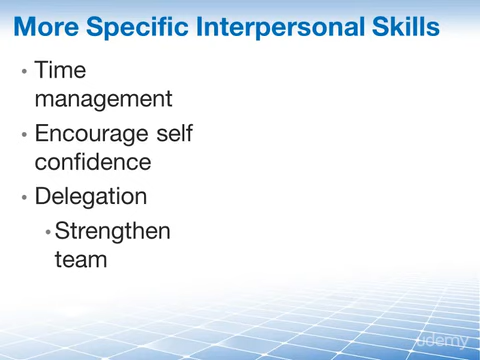 More Specific Interpersonal Skills
• Time
management
• Encourage self
confidence
• Delegation
• Strengthen
team
udemy